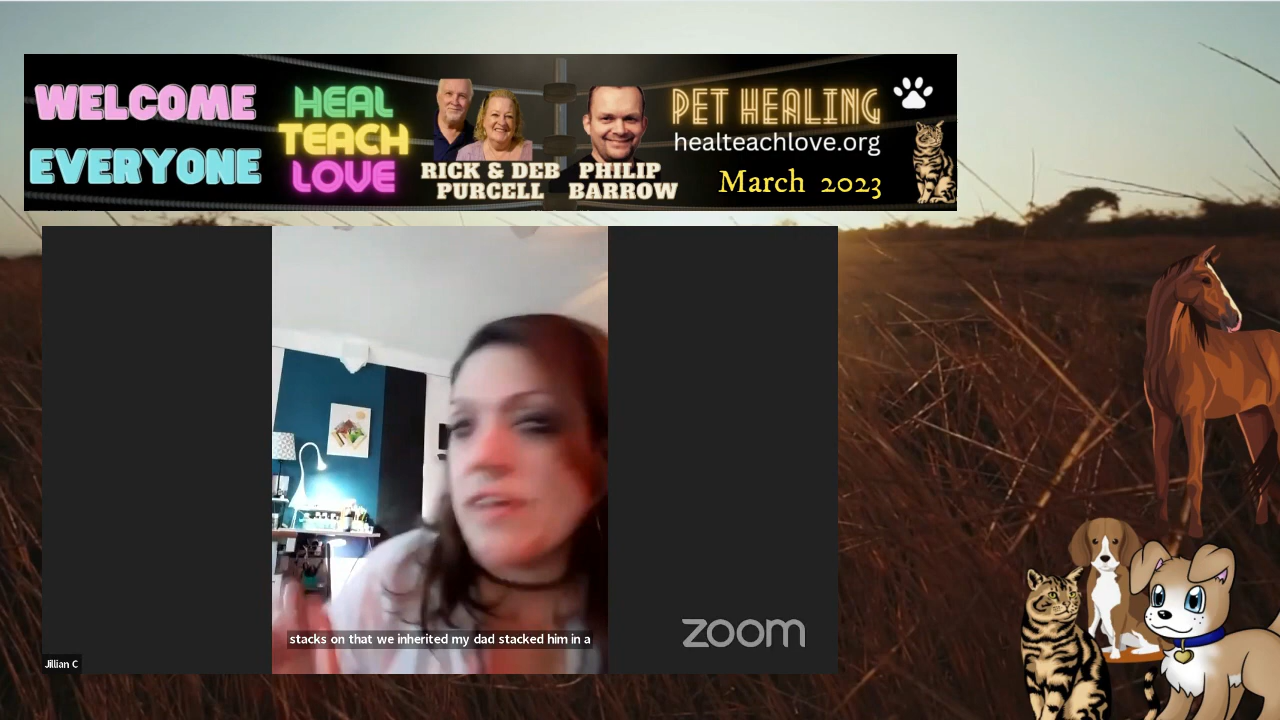 WELCOME
EVERYONE
HEAL
TEACH
LOVE
RICK & DEB
PURCELL
PHILIP
BARROW
PET HEALING
healteachlove.org
March 2023
stacks on that we inherited my dad stacked him in a
zoom
Jillian C